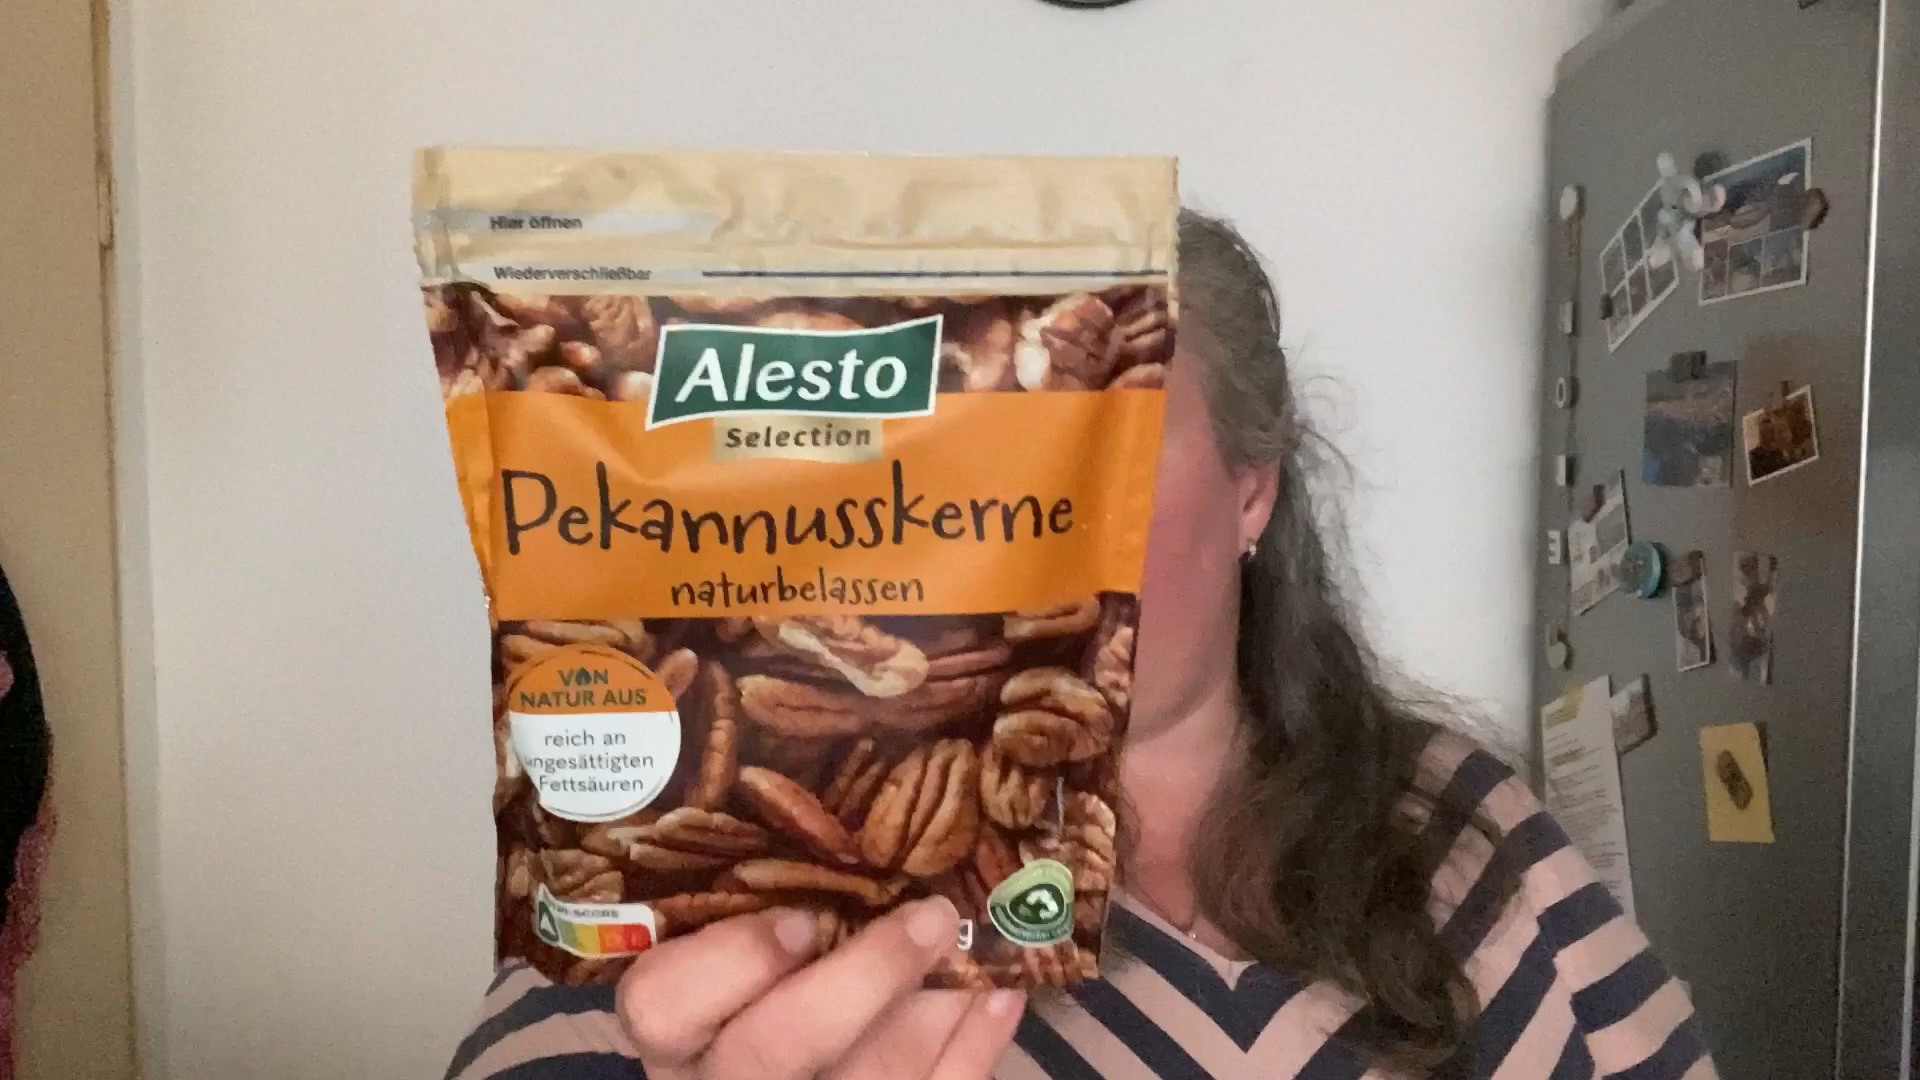 Hier öffnen
Wiederverschließbar
Alesto
Selection
Pekannusskerne
naturbelassen
VON
NATUR AUS
reich an
ungesättigten
Fettsäuren
g